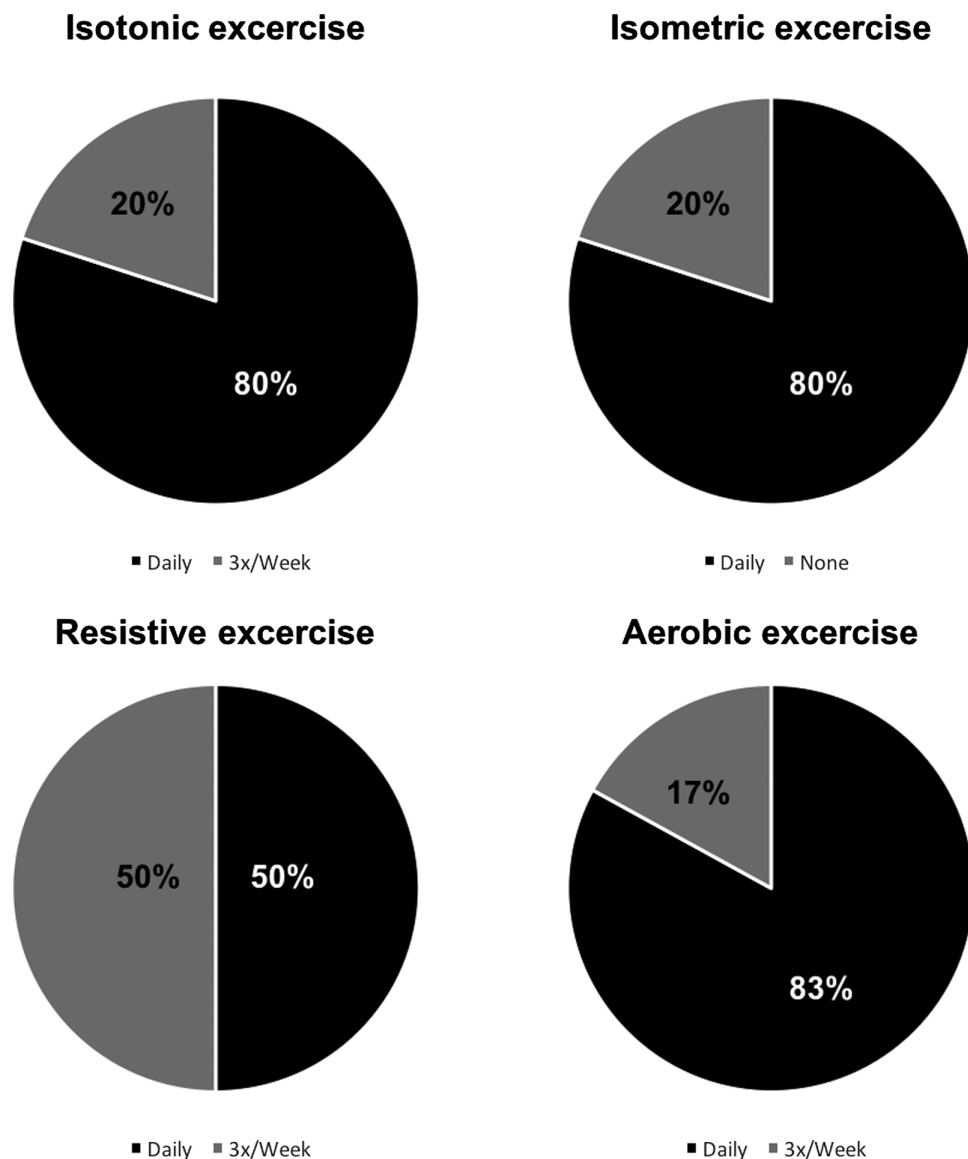 Isotonic excercise
20%
80%
Daily 3x/Week
Isometric excercise
20%
80%
Daily None
Resistive excercise
50% 50%
Daily 3x/Week
Aerobic excercise
17%
83%
Daily 3x/Week